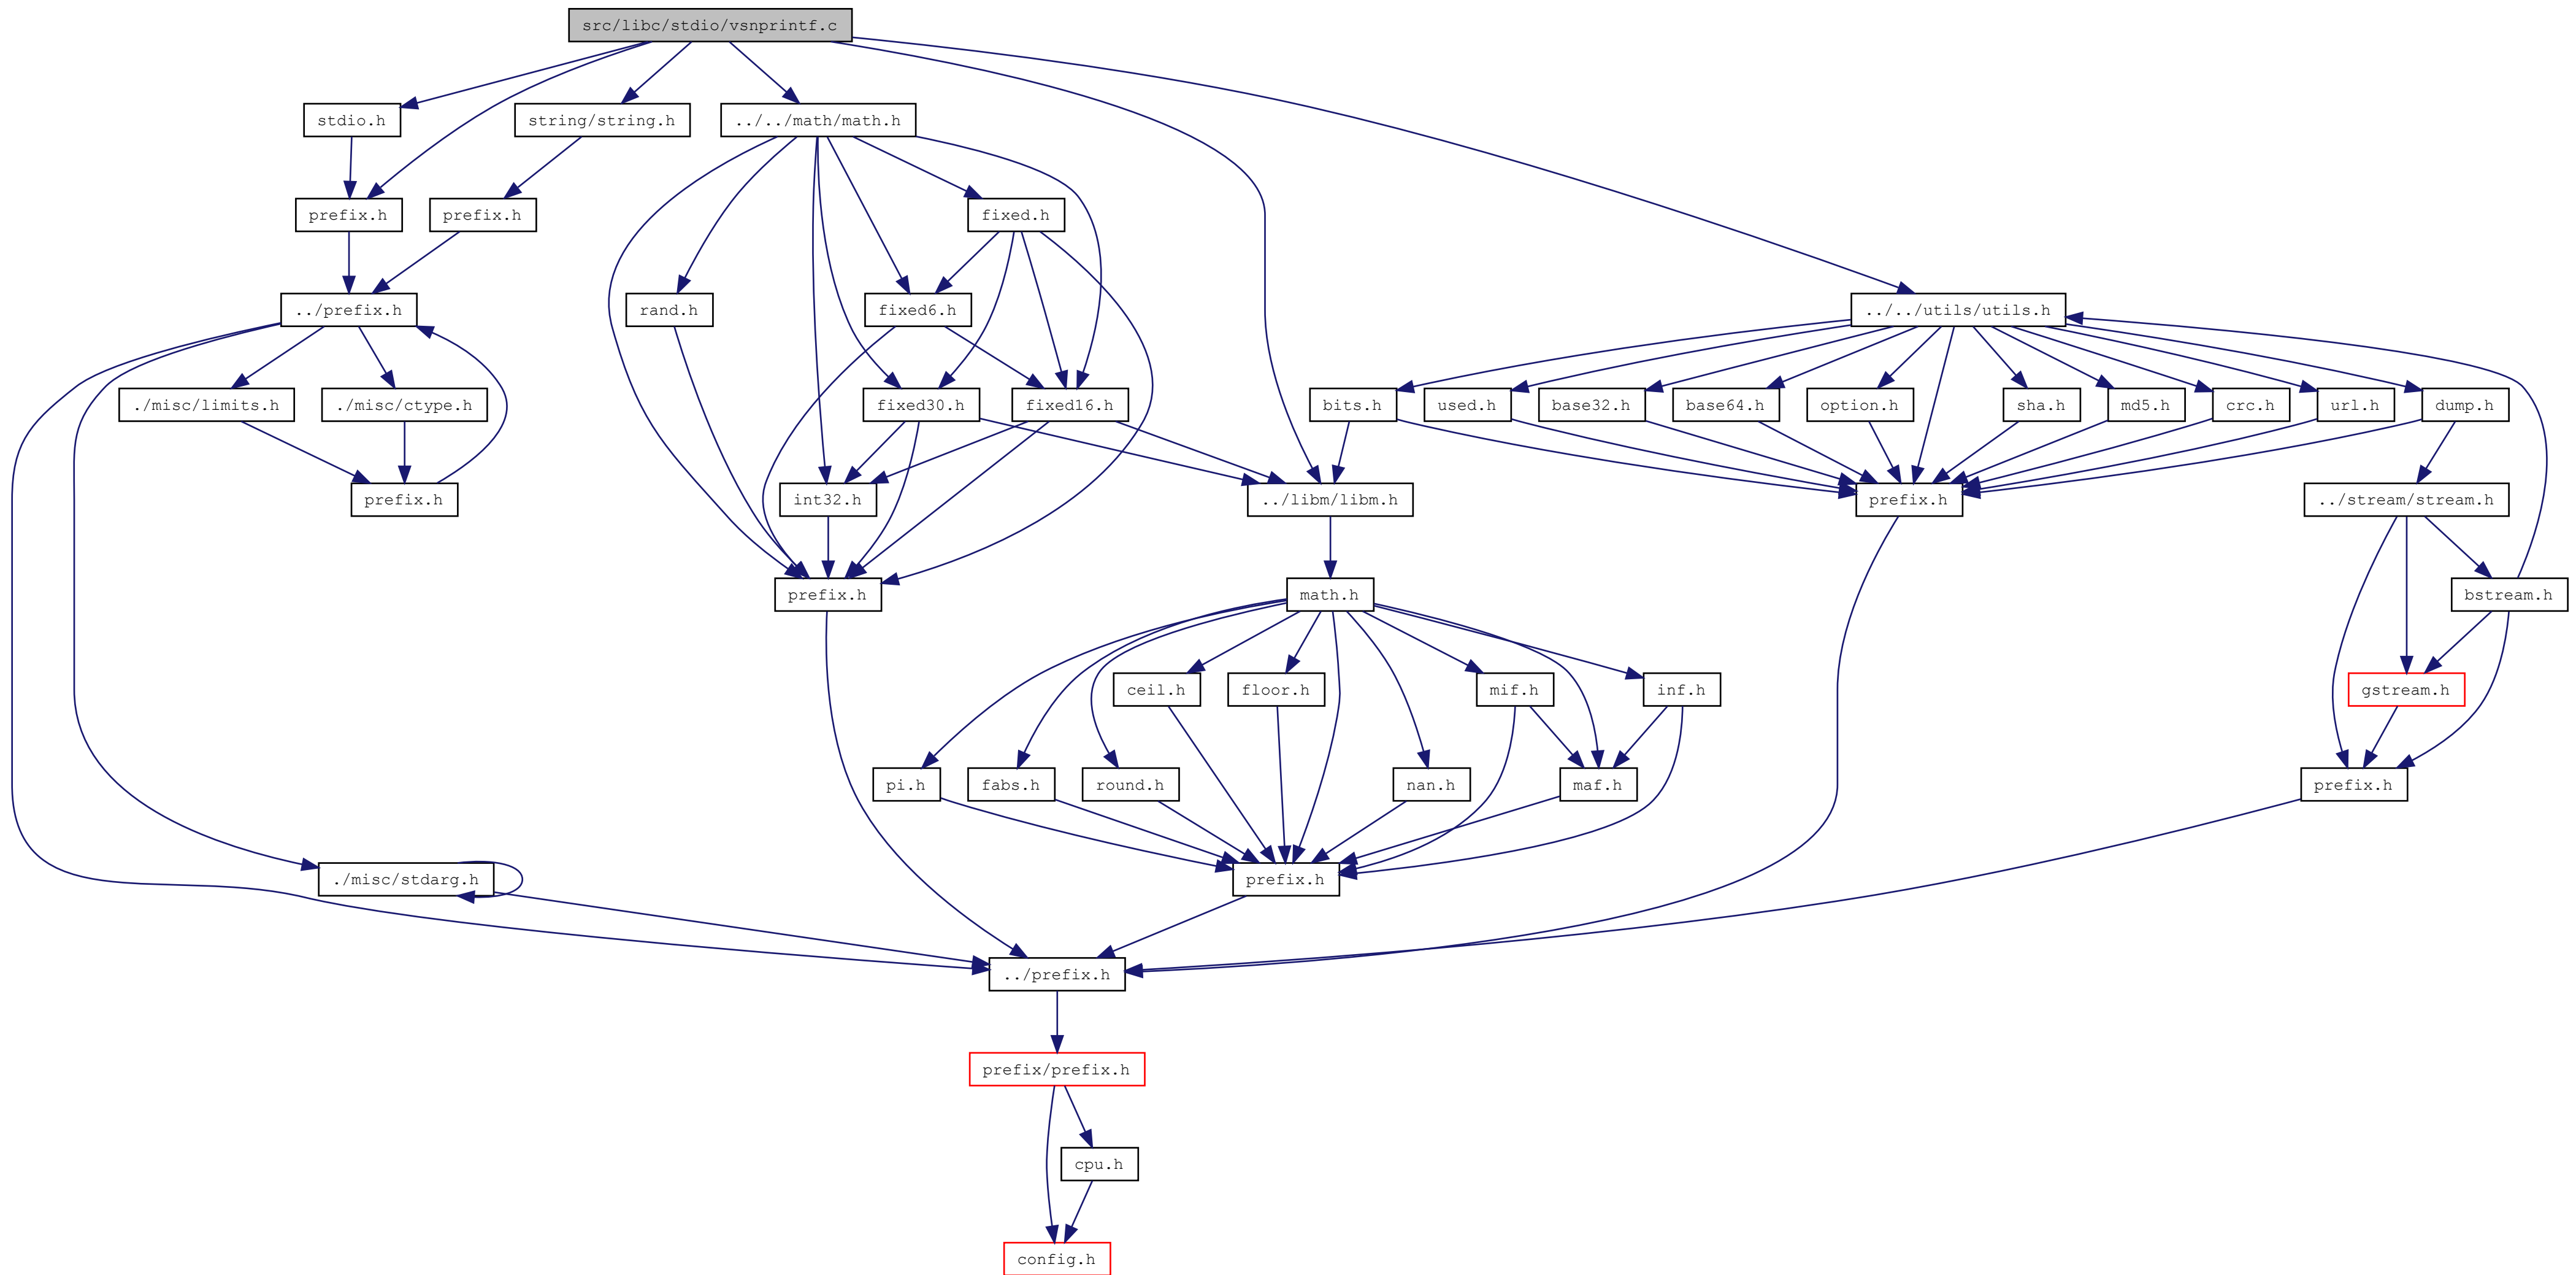 src/libc/stdio/vsnprintf.c
stdio.h
string/string.h
../../math/math.h
prefix.h
prefix.h
fixed.h
../prefix.h
rand.h
fixed6.h
../../utils/utils.h
./misc/limits.h
./misc/ctype.h
fixed30.h
fixed16.h
bits.h
used.h
base32.h
base64.h
option.h
sha.h
md5.h
crc.h
url.h
dump.h
prefix.h
int32.h
../libm/libm.h
prefix.h
../stream/stream.h
prefix.h
math.h
bstream.h
ceil.h
floor.h
mif.h
inf.h
gstream.h
pi.h
fabs.h
round.h
nan.h
maf.h
prefix.h
./misc/stdarg.h
prefix.h
../prefix.h
prefix/prefix.h
cpu.h
config.h